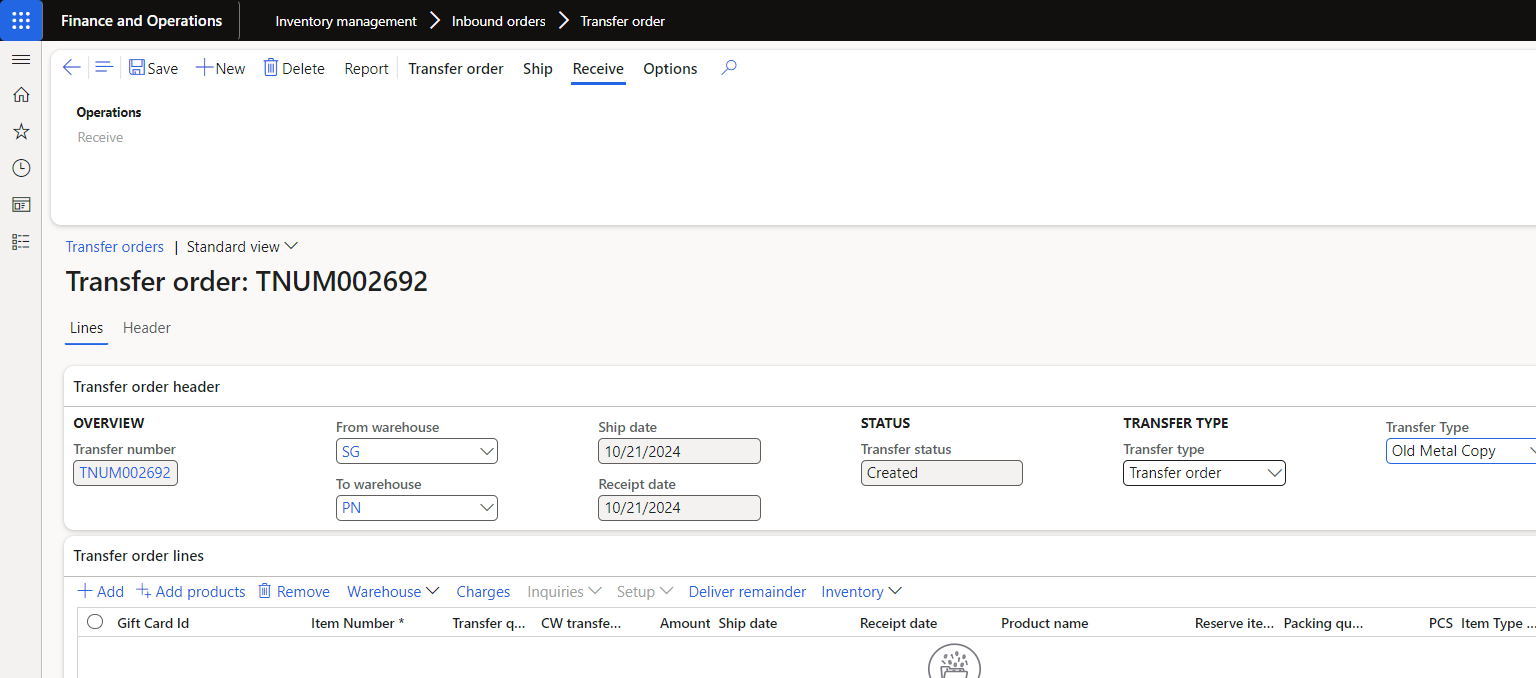 Finance and Operations Inventory management Inbound orders Transfer order
Save New Delete Report Transfer order Ship Receive Options
Operations
Receive
Transfer orders | Standard view
Transfer order: TNUM002692
Lines Header
Transfer order header
OVERVIEW
Transfer number
TNUM002692
From warehouse
SG
To warehouse
PN
Ship date
10/21/2024
Receipt date
10/21/2024
STATUS
Transfer status
Created
TRANSFER TYPE
Transfer type
Transfer order
Transfer Type
Old Metal Copy
Transfer order lines
Add Add products Remove Warehouse Charges Inquiries Setup Deliver remainder Inventory
Gift Card Id Item Number * Transfer q... CW transfe... Amount Ship date Receipt date Product name Reserve ite... Packing qu... PCS Item Type ...